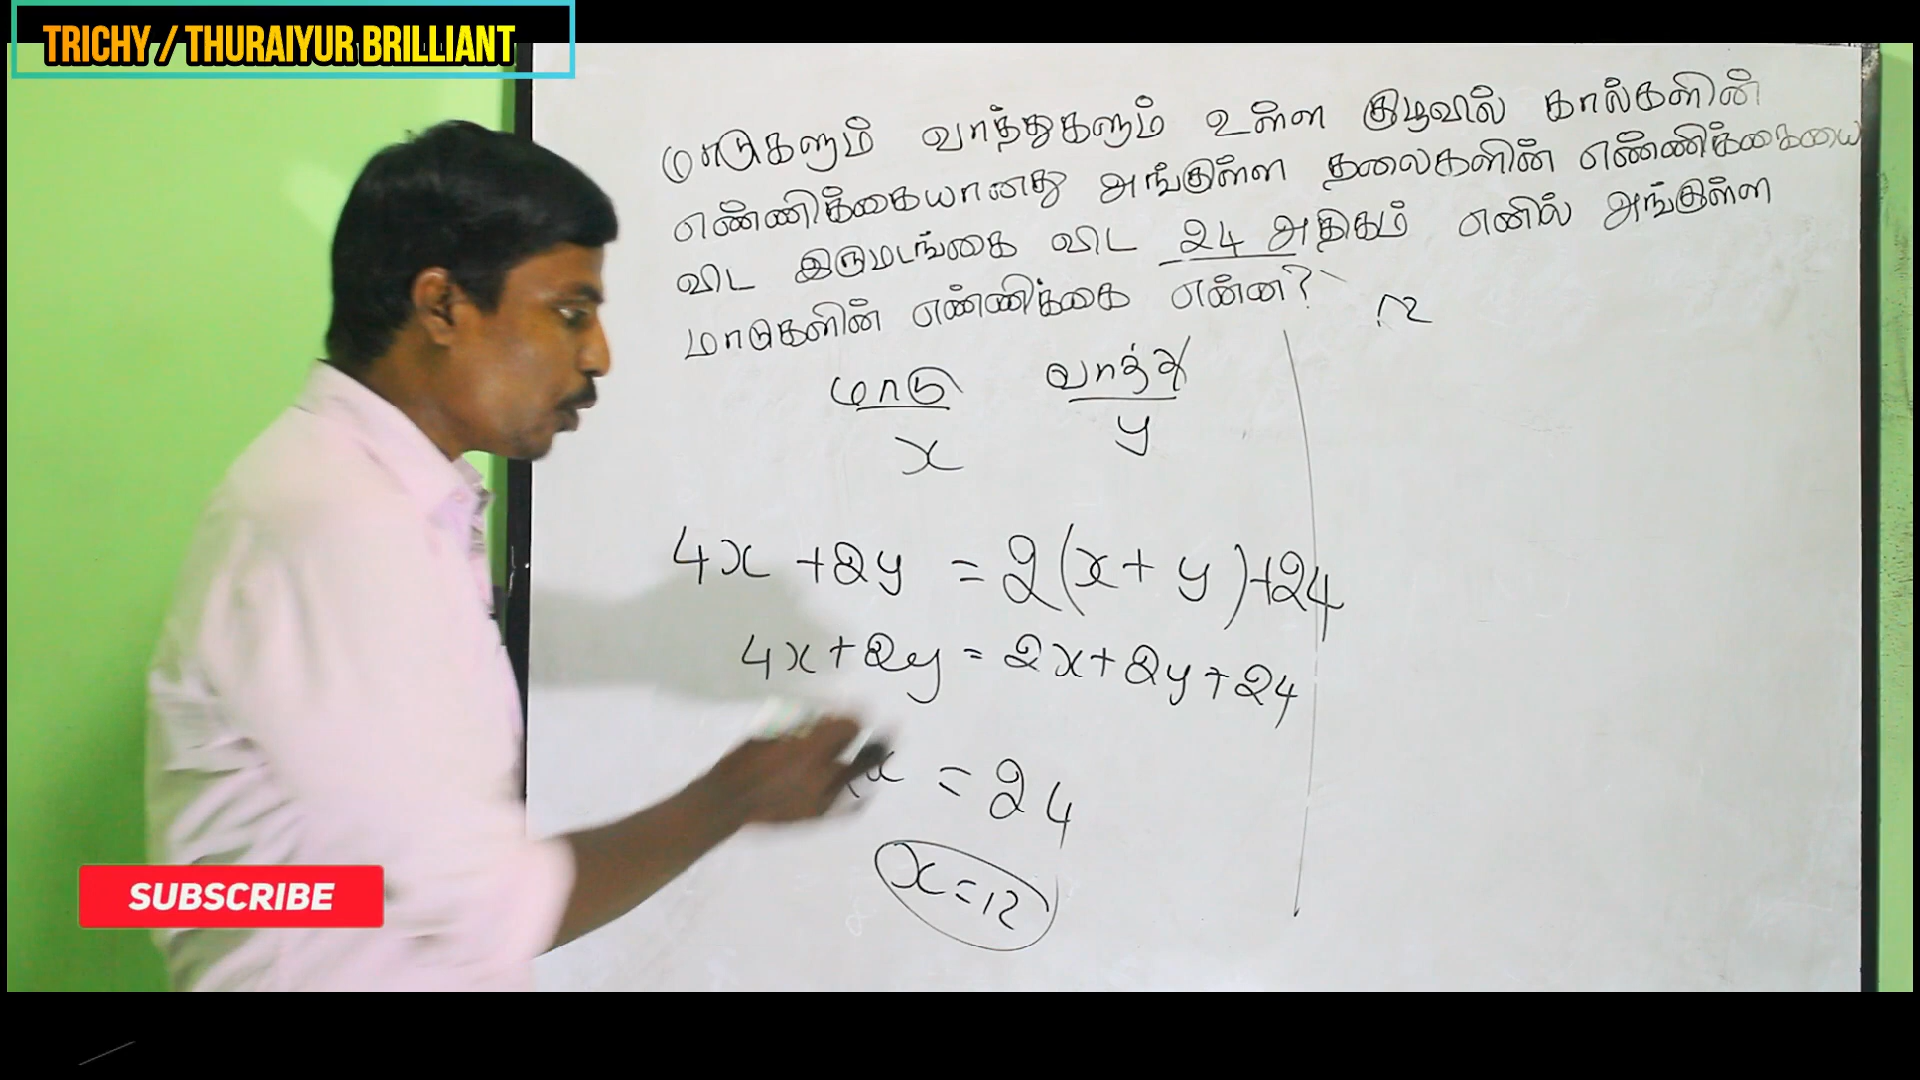 TRICHY / THURAIYUR BRILLIANT
மாடுகளும் வாத்துகளும் உள்ள குழுவில் கால்களின்
எண்ணிக்கையானது அங்குள்ள தலைகளின் எண்ணிக்கையை
விட இருமடங்கை விட 24 அதிகம் எனில் அங்குள்ள
மாடுகளின் எண்ணிக்கை என்ன? 12
மாடு வாத்து
x y
4x + 2y = 2(x + y) + 24
4x + 2y = 2x + 2y + 24
x = 24
x = 12
SUBSCRIBE